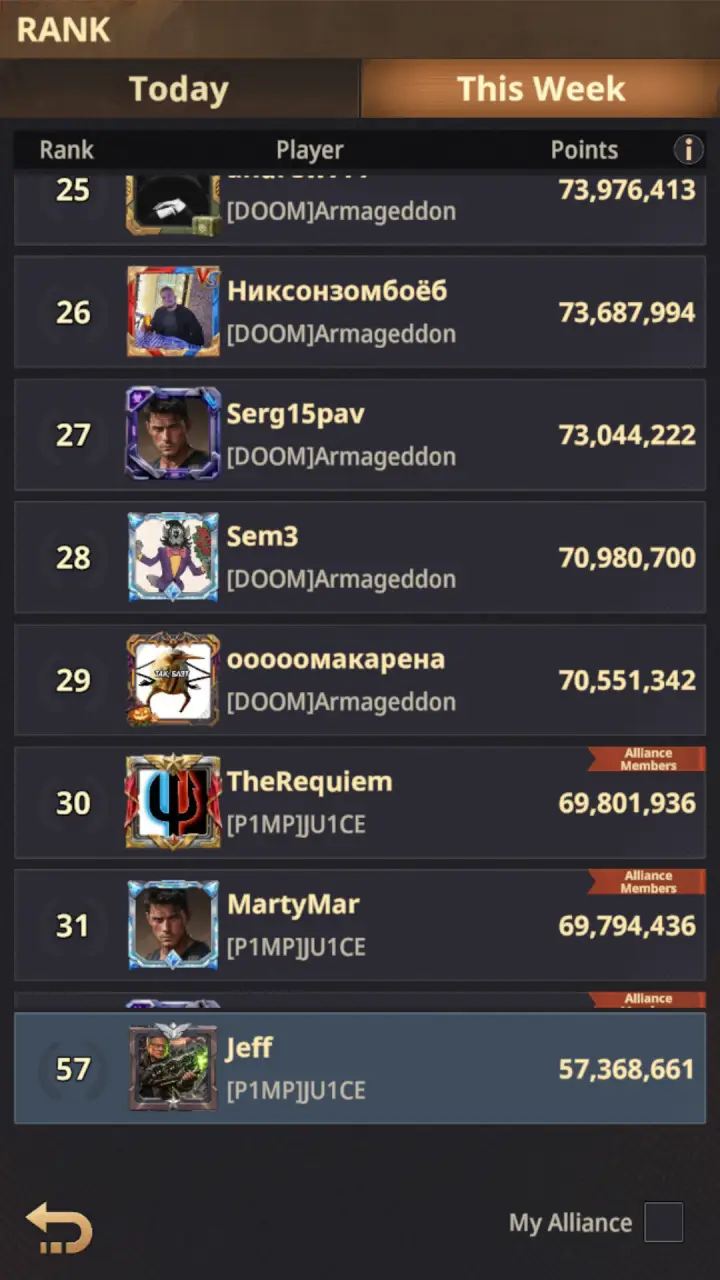 RANK
Today
This Week
Rank
Player
Points
25
[DOOM]Armageddon
73,976,413
26
Никсонзомбоёб
[DOOM]Armageddon
73,687,994
27
Serg15pav
[DOOM]Armageddon
73,044,222
28
Sem3
[DOOM]Armageddon
70,980,700
29
ооооомакарена
[DOOM]Armageddon
70,551,342
Alliance
Members
30
TheRequiem
[P1MP]JU1CE
69,801,936
Alliance
Members
31
MartyMar
[P1MP]JU1CE
69,794,436
Alliance
57
Jeff
[P1MP]JU1CE
57,368,661
My Alliance